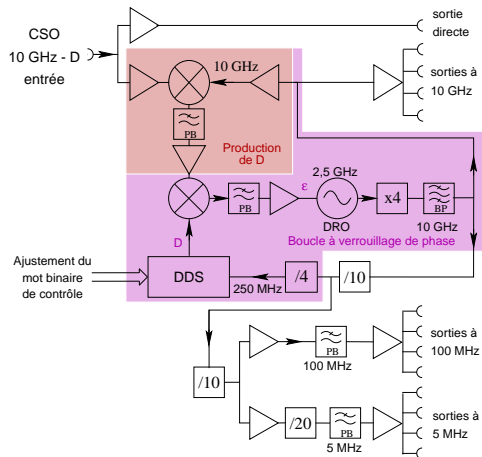 CSO
10 GHz - D
entrée
sortie
directe
10 GHz
sorties à
10 GHz
PB
Production
de D
2,5 GHz
ε
PB
DRO
x4
BP
10 GHz
D
Boucle à verrouillage de phase
Ajustement du
mot binaire
de contrôle
DDS
250 MHz
/4
/10
/10
PB
100 MHz
sorties à
100 MHz
/20
PB
5 MHz
sorties à
5 MHz